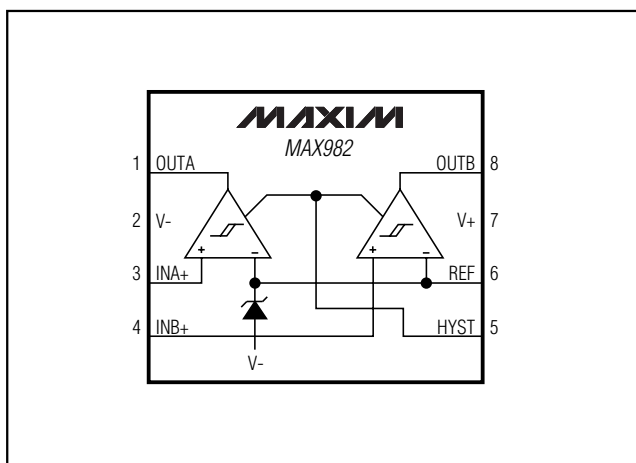 MAXIM
MAX982
1 OUTA
OUTB 8
2 V-
V+ 7
+ -
+ -
3 INA+
REF 6
4 INB+
HYST 5
V-